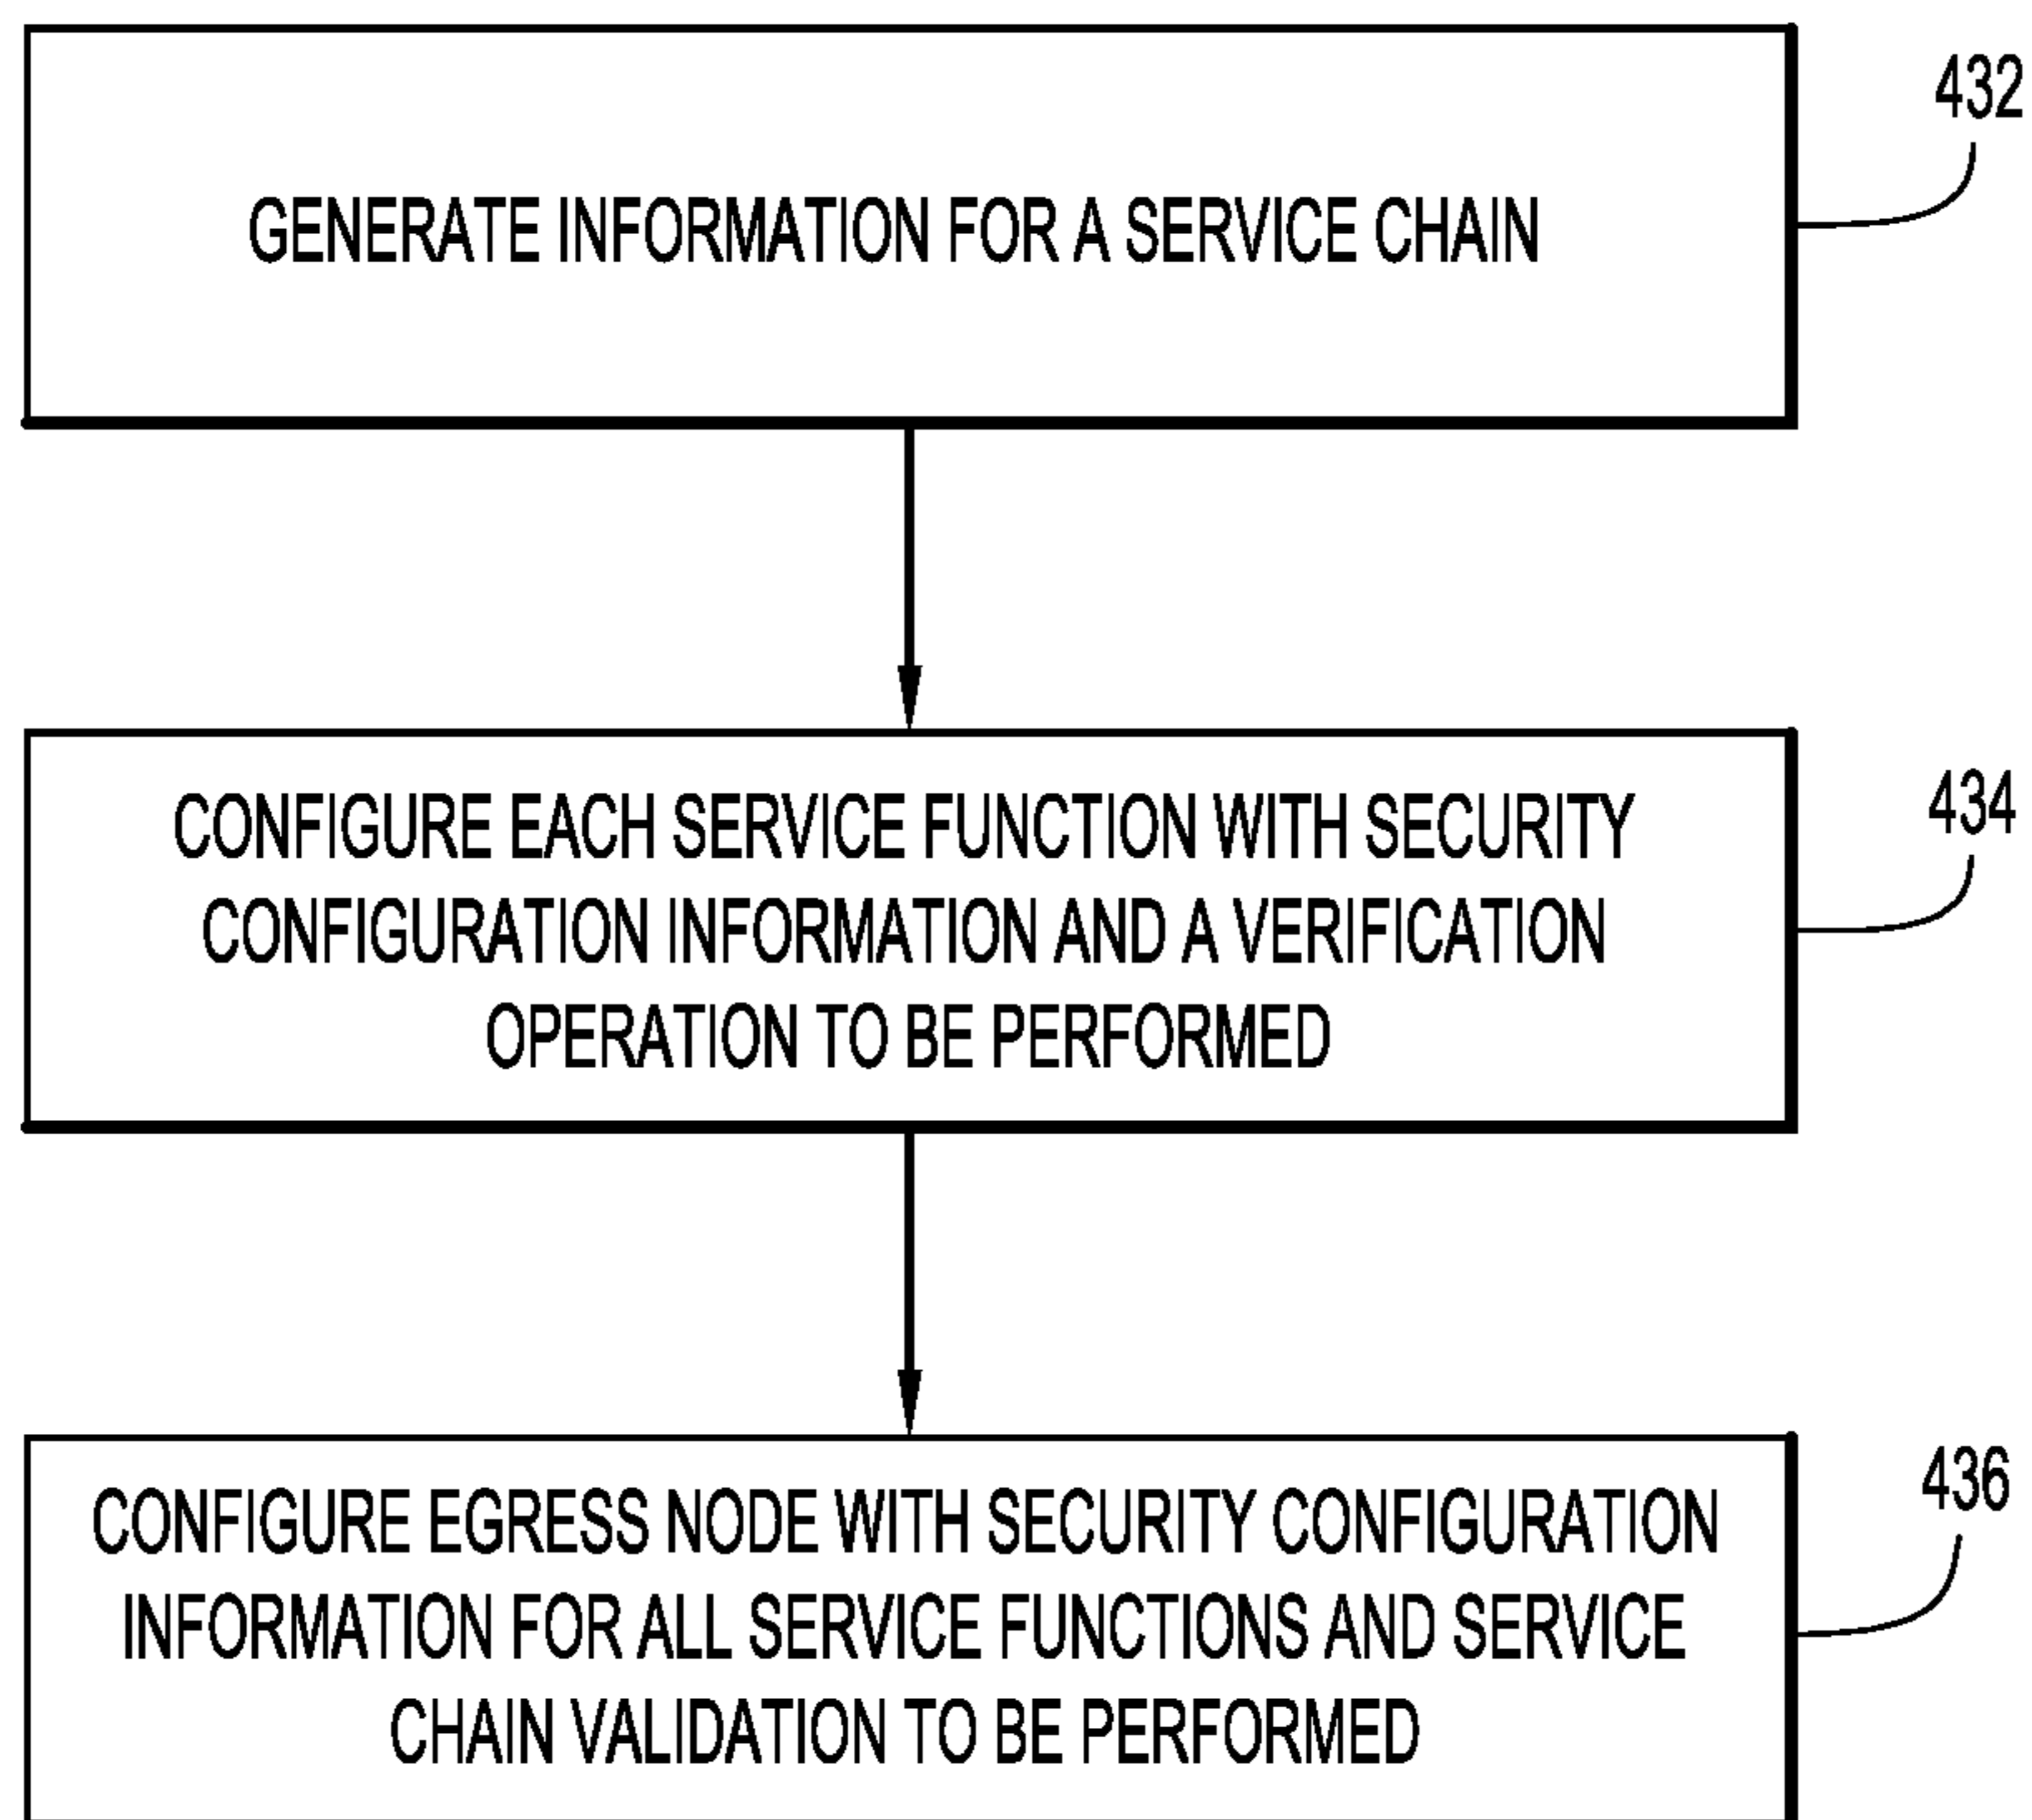 432
GENERATE INFORMATION FOR A SERVICE CHAIN
434
CONFIGURE EACH SERVICE FUNCTION WITH SECURITY
CONFIGURATION INFORMATION AND A VERIFICATION
OPERATION TO BE PERFORMED
436
CONFIGURE EGRESS NODE WITH SECURITY CONFIGURATION
INFORMATION FOR ALL SERVICE FUNCTIONS AND SERVICE
CHAIN VALIDATION TO BE PERFORMED